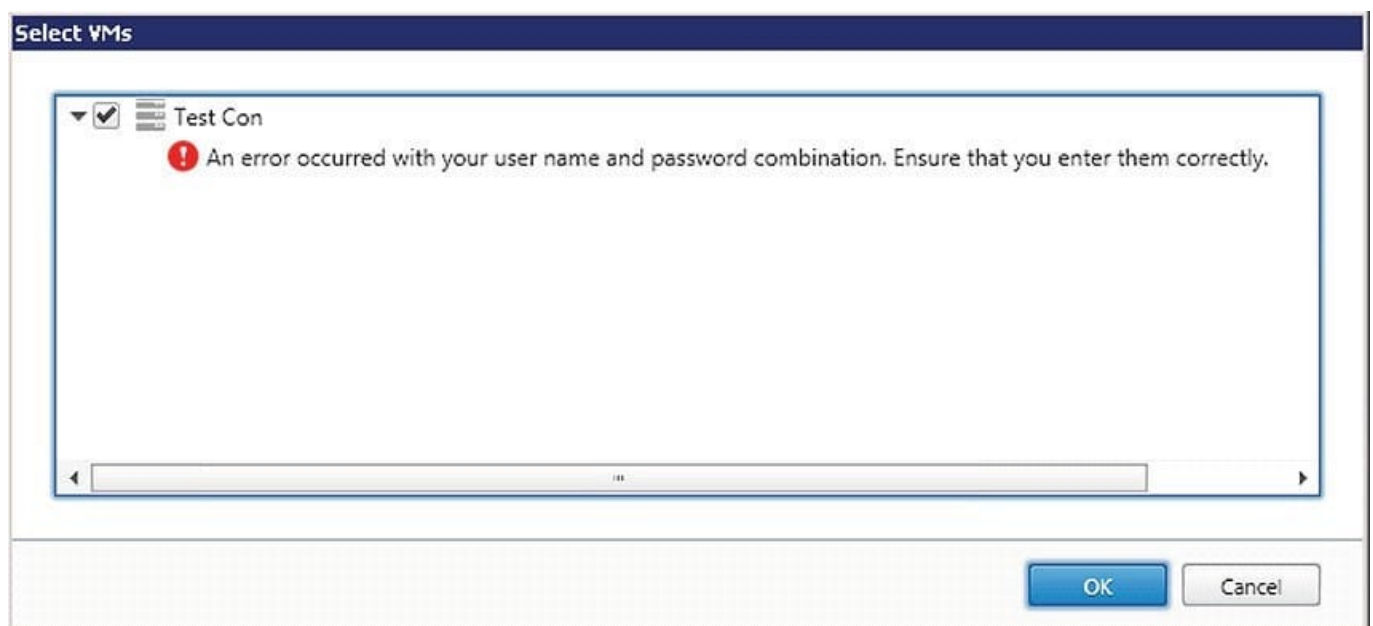 Select VMs
Test Con
An error occurred with your user name and password combination. Ensure that you enter them correctly.
OK
Cancel